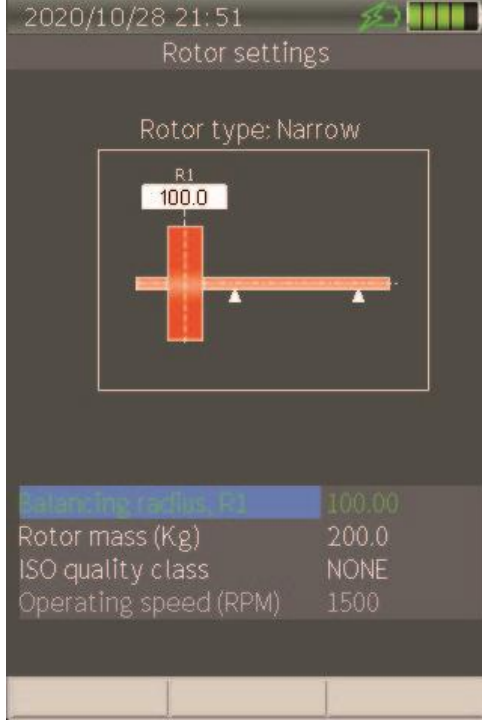 2020/10/28 21:51
Rotor settings
Rotor type: Narrow
R1
100.0
Balancing radius, R1 100.00
Rotor mass (Kg) 200.0
ISO quality class NONE
Operating speed (RPM) 1500